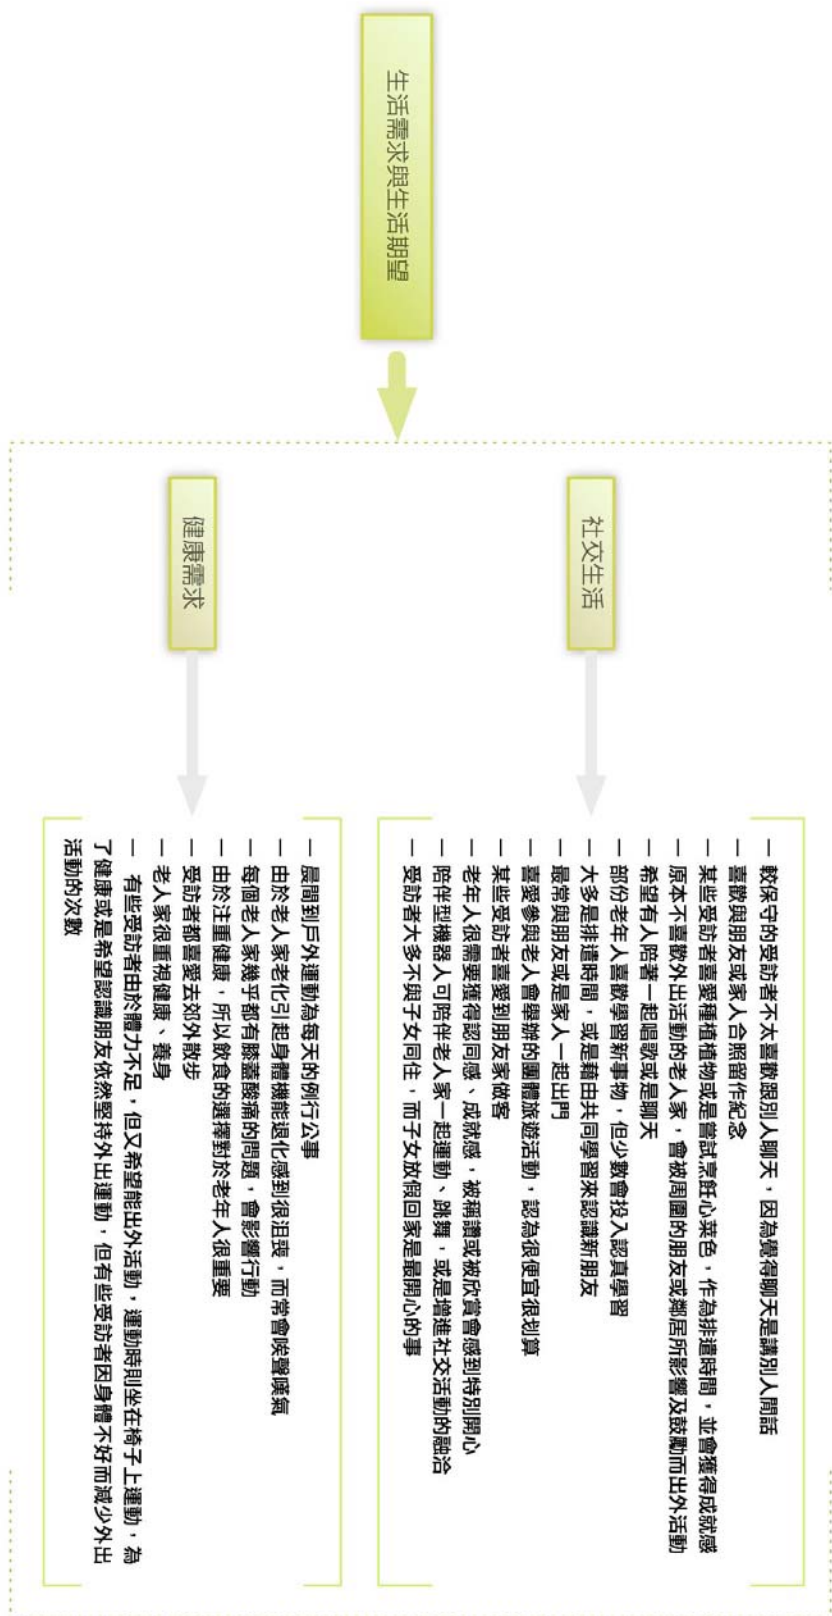 生活需求與生活期望
社交生活
— 較保守的受訪者不太喜歡跟別人聊天，因為覺得聊天是講別人閒話
— 喜歡與朋友或家人合照留作紀念
— 某些受訪者喜愛種植植物或是嘗試烹飪心菜色，作為排遣時間，並會獲得成就感
— 原本不喜歡外出活動的老人家，會被周圍的朋友或鄰居所影響及鼓勵而出外活動
— 希望有人陪著一起唱歌或是聊天
— 部份老年人喜歡學習新事物，但少數會投入認真學習
— 大多是排遣時間，或是藉由共同學習來認識新朋友
— 最常與朋友或是家人一起出門
— 喜愛參與老人會舉辦的團體旅遊活動，認為很便宜很划算
— 某些受訪者喜愛到朋友家做客
— 老年人很需要獲得認同感、成就感，被稱讚或被欣賞會感到特別開心
— 陪伴型機器人可陪伴老人家一起運動、跳舞，或是增進社交活動的融洽
— 受訪者大多不與子女同住，而子女放假回家是最開心的事
健康需求
— 晨間到戶外運動為每天的例行公事
— 由於老人家老化引起身體機能退化感到很沮喪，而常會唉聲嘆氣
— 每個老人家幾乎都有膝蓋酸痛的問題，會影響行動
— 由於注重健康，所以飲食的選擇對於老年人很重要
— 受訪者都喜愛去郊外散步
— 老人家很重視健康、養身
— 有些受訪者由於體力不足，但又希望能出外活動，運動時則坐在椅子上運動，為
了健康或是希望認識朋友依然堅持外出運動，但有些受訪者因身體不好而減少外出
活動的次數